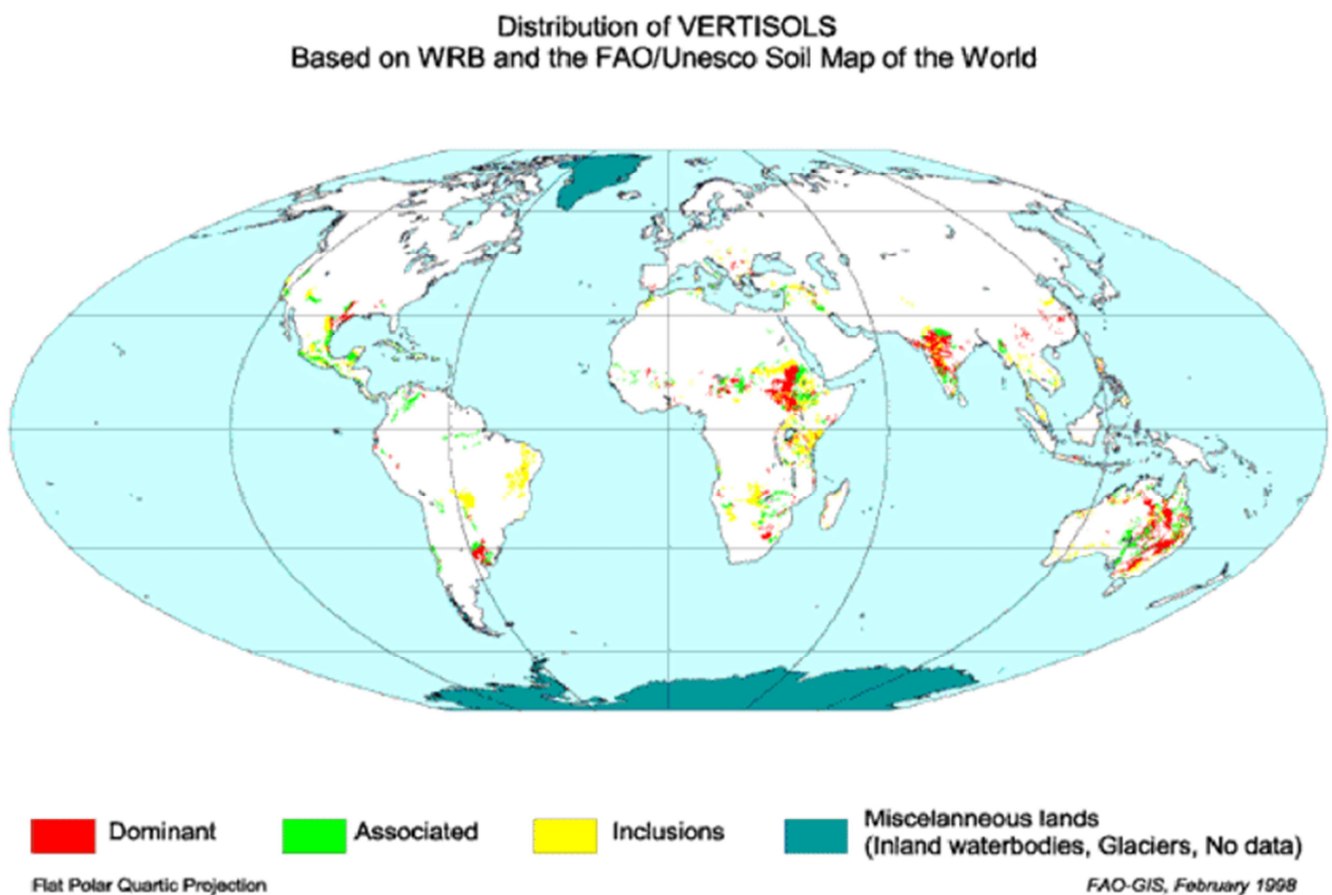 Distribution of VERTISOLS
Based on WRB and the FAO/Unesco Soil Map of the World
Dominant
Associated
Inclusions
Miscelanneous lands
(Inland waterbodies, Glaciers, No data)
Flat Polar Quartic Projection
FAO-GIS, February 1998